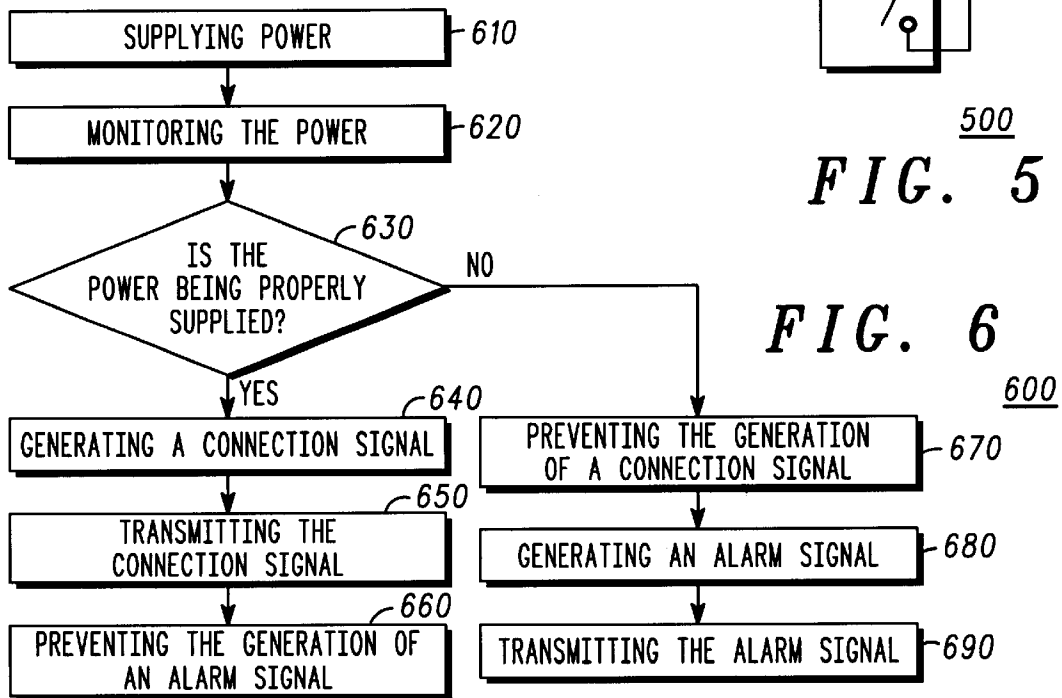 SUPPLYING POWER
610
MONITORING THE POWER
620
500
FIG. 5
630
IS THE
POWER BEING PROPERLY
SUPPLIED?
NO
FIG. 6
600
YES
640
GENERATING A CONNECTION SIGNAL
650
TRANSMITTING THE
CONNECTION SIGNAL
660
PREVENTING THE GENERATION OF
AN ALARM SIGNAL
PREVENTING THE GENERATION
OF A CONNECTION SIGNAL
670
GENERATING AN ALARM SIGNAL
680
TRANSMITTING THE ALARM SIGNAL
690